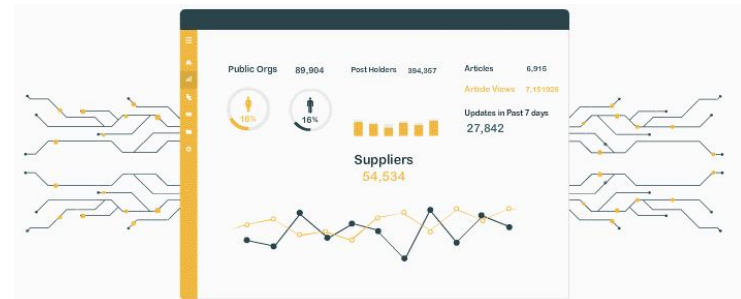 Public Orgs 89,904
Post Holders 394,367
Articles 6,915
Article Views 7,151926
Updates in Past 7 days
27,842
16%
16%
Suppliers
54,534